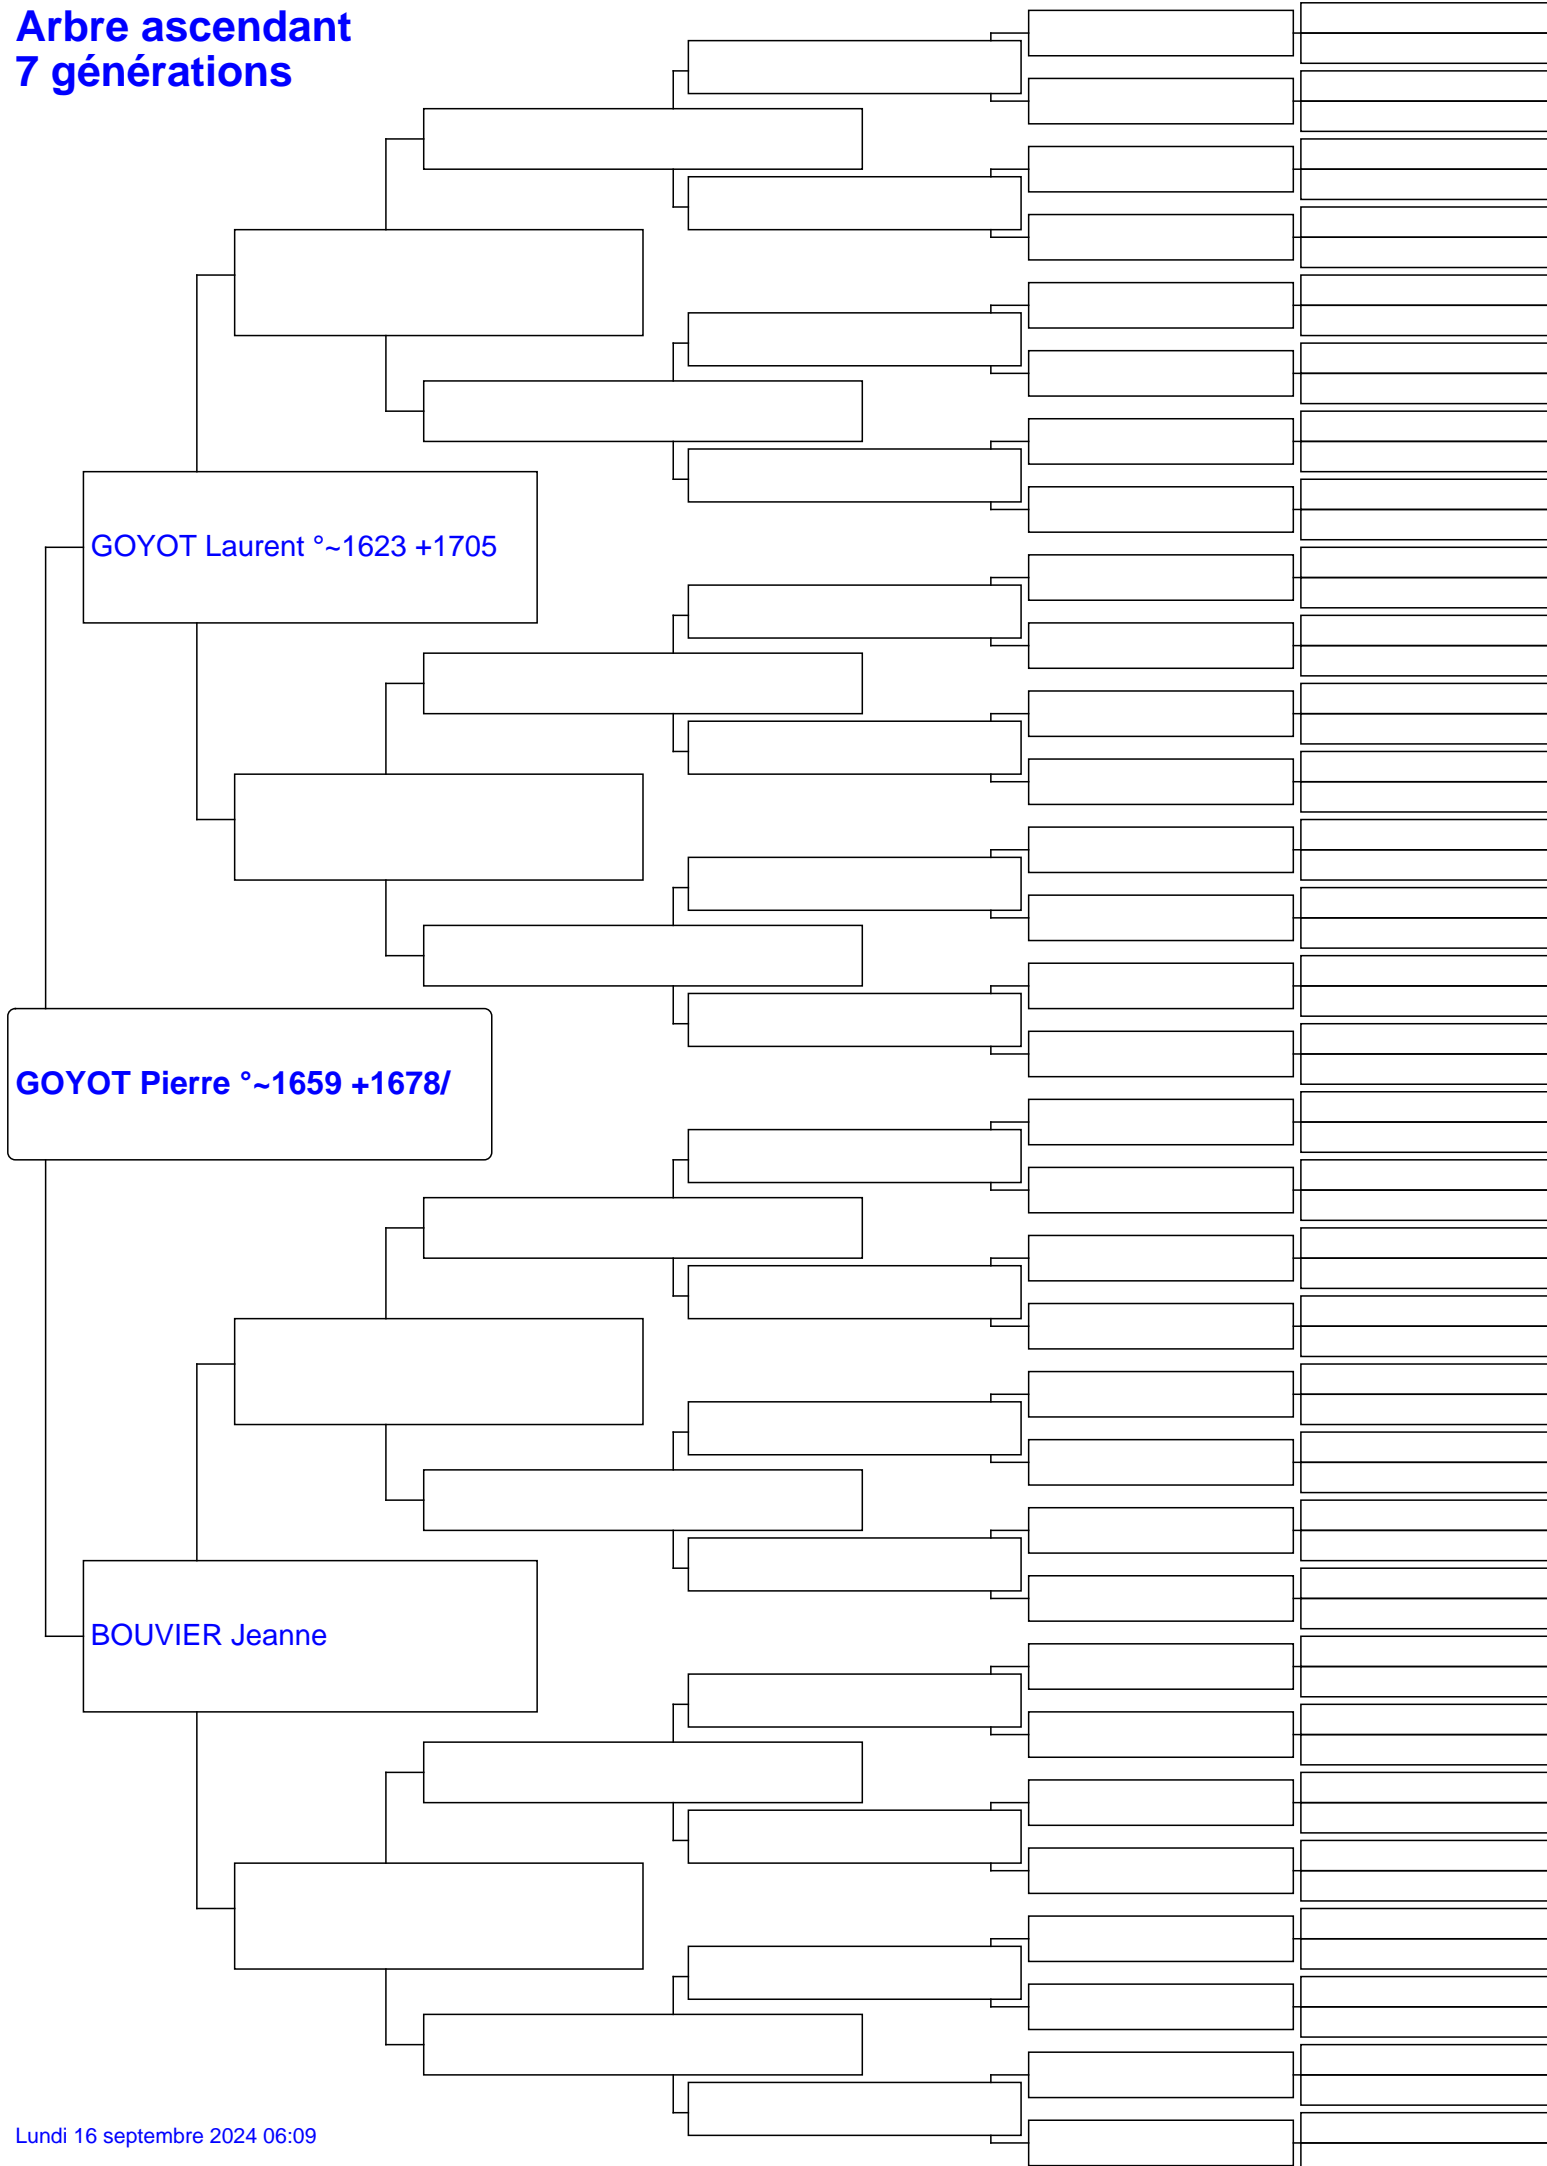 Arbre ascendant
7 générations
GOYOT Laurent °~1623 +1705
GOYOT Pierre °~1659 +1678/
BOUVIER Jeanne
Lundi 16 septembre 2024 06:09